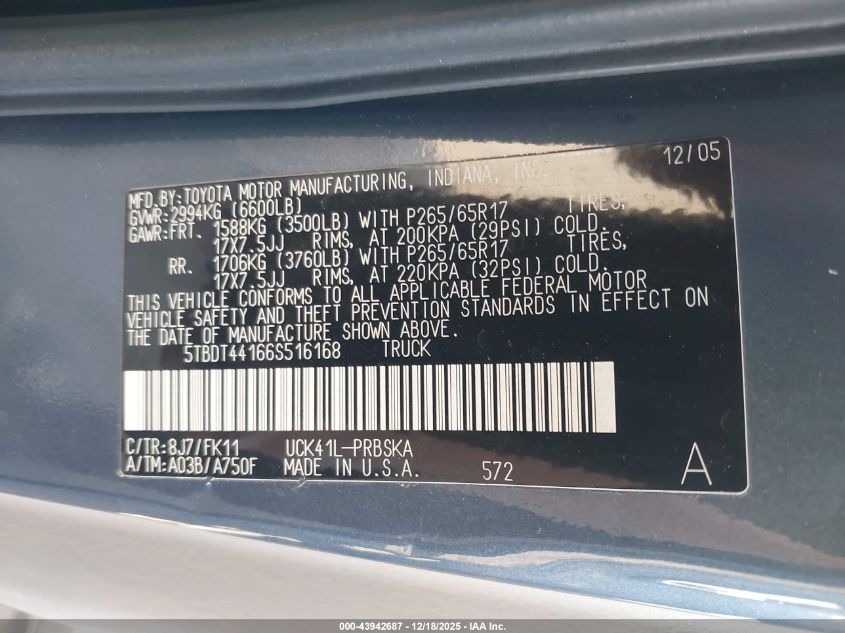 12/05
MFD.BY:TOYOTA MOTOR MANUFACTURING, INDIANA, INC.
GVWR:2994KG (6600LB)
GAWR:FRT. 1588KG (3500LB) WITH P265/65R17 TIRES,
17X7.5JJ RIMS, AT 200KPA (29PSI) COLD.
RR. 1706KG (3760LB) WITH P265/65R17 TIRES,
17X7.5JJ RIMS, AT 220KPA (32PSI) COLD.
THIS VEHICLE CONFORMS TO ALL APPLICABLE FEDERAL MOTOR
VEHICLE SAFETY AND THEFT PREVENTION STANDARDS IN EFFECT ON
THE DATE OF MANUFACTURE SHOWN ABOVE.
5TBDT44166S516168 TRUCK
C/TR:8J7/FK11 UCK41L-PRBSKA
A/TM:A03B/A750F MADE IN U.S.A. 572 A
000-43942687 - 12/18/2025 - IAA Inc.